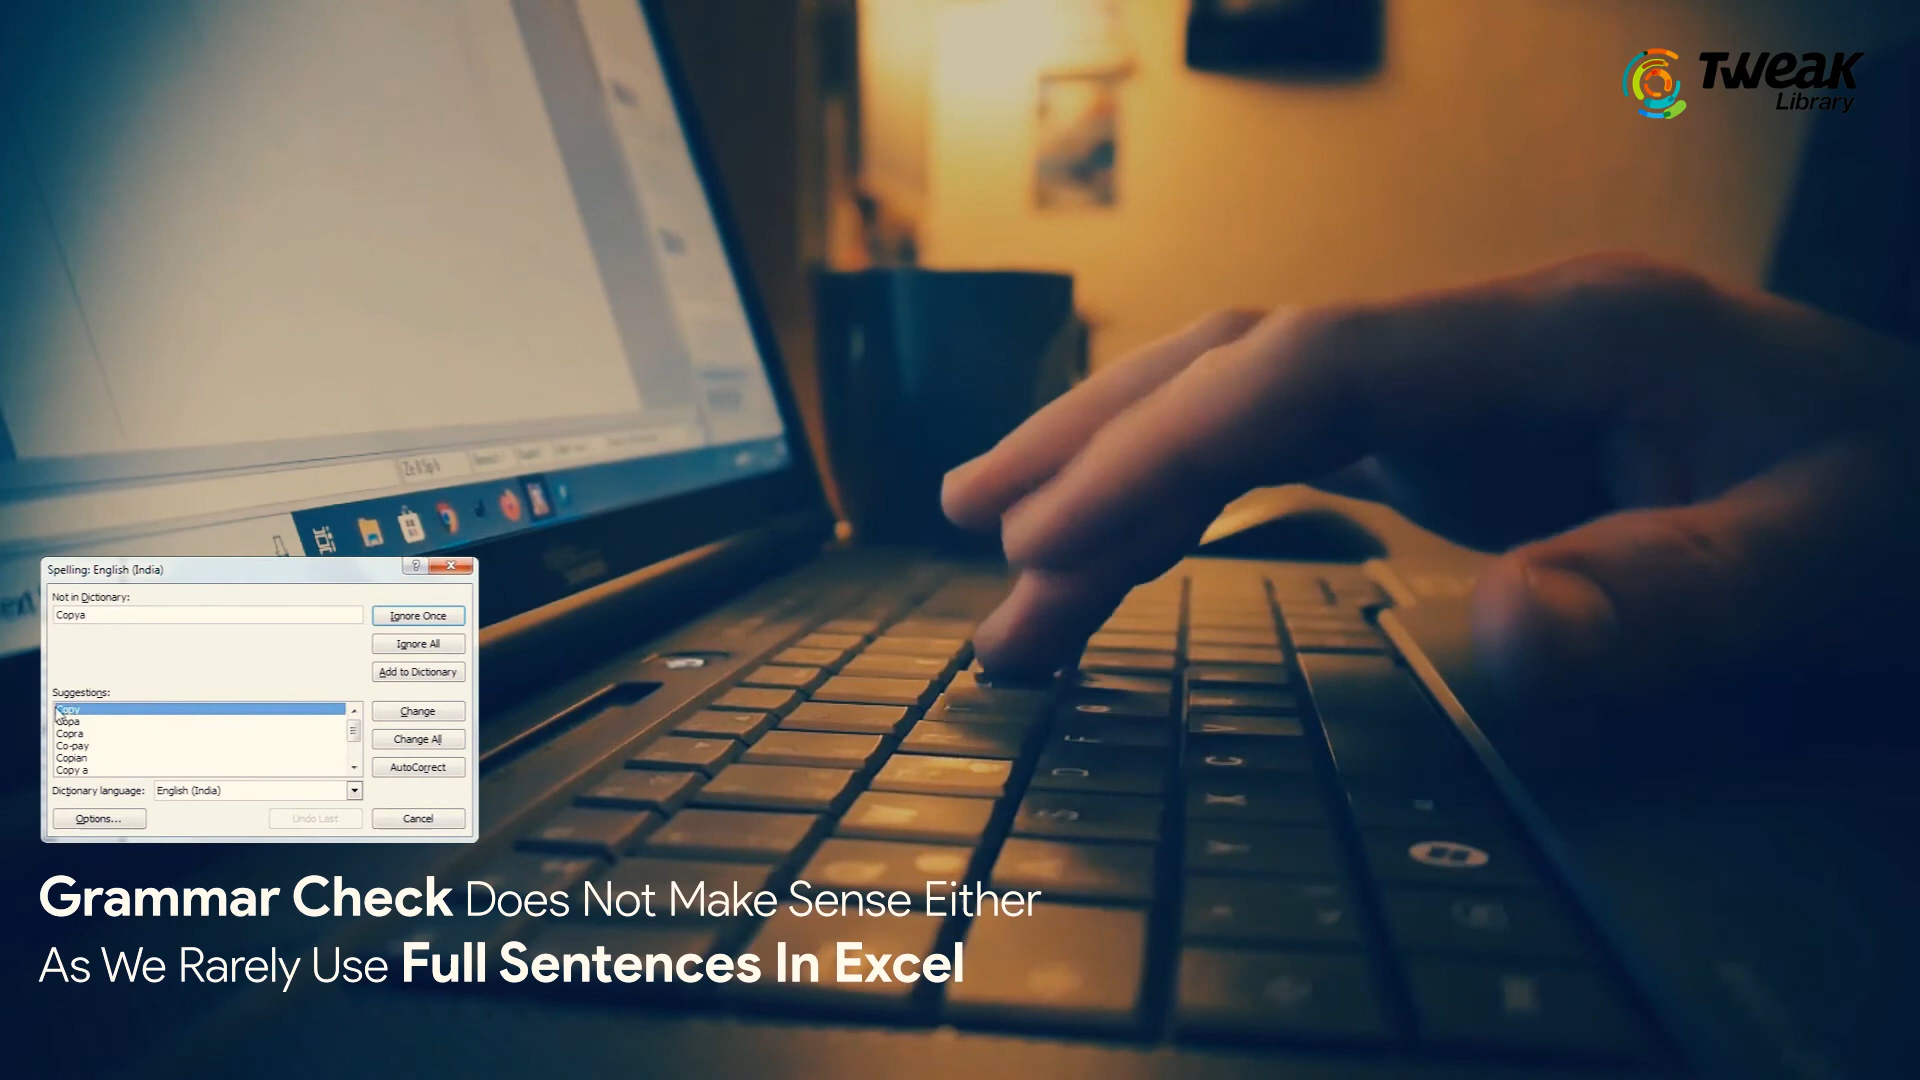 Tweak
Library
Spelling: English (India)
Not in Dictionary:
Copya
Ignore Once
Ignore All
Add to Dictionary
Suggestions:
Copy
Copa
Copra
Co-pay
Copian
Copy a
Change
Change All
AutoCorrect
Dictionary language: English (India)
Options...
Undo Last
Cancel
Grammar Check Does Not Make Sense Either
As We Rarely Use Full Sentences In Excel